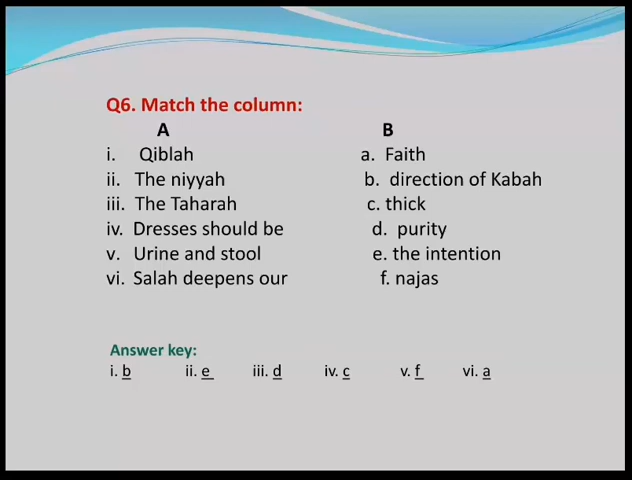 Q6. Match the column:
A B
i. Qiblah a. Faith
ii. The niyyah b. direction of Kabah
iii. The Taharah c. thick
iv. Dresses should be d. purity
v. Urine and stool e. the intention
vi. Salah deepens our f. najas
Answer key:
i. b ii. e iii. d iv. c v. f vi. a